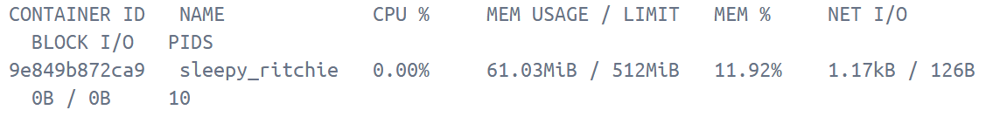 CONTAINER ID   NAME             CPU %     MEM USAGE / LIMIT   MEM %     NET I/O
  BLOCK I/O   PIDS
9e849b872ca9   sleepy_ritchie   0.00%     61.03MiB / 512MiB   11.92%    1.17kB / 126B
  0B / 0B     10